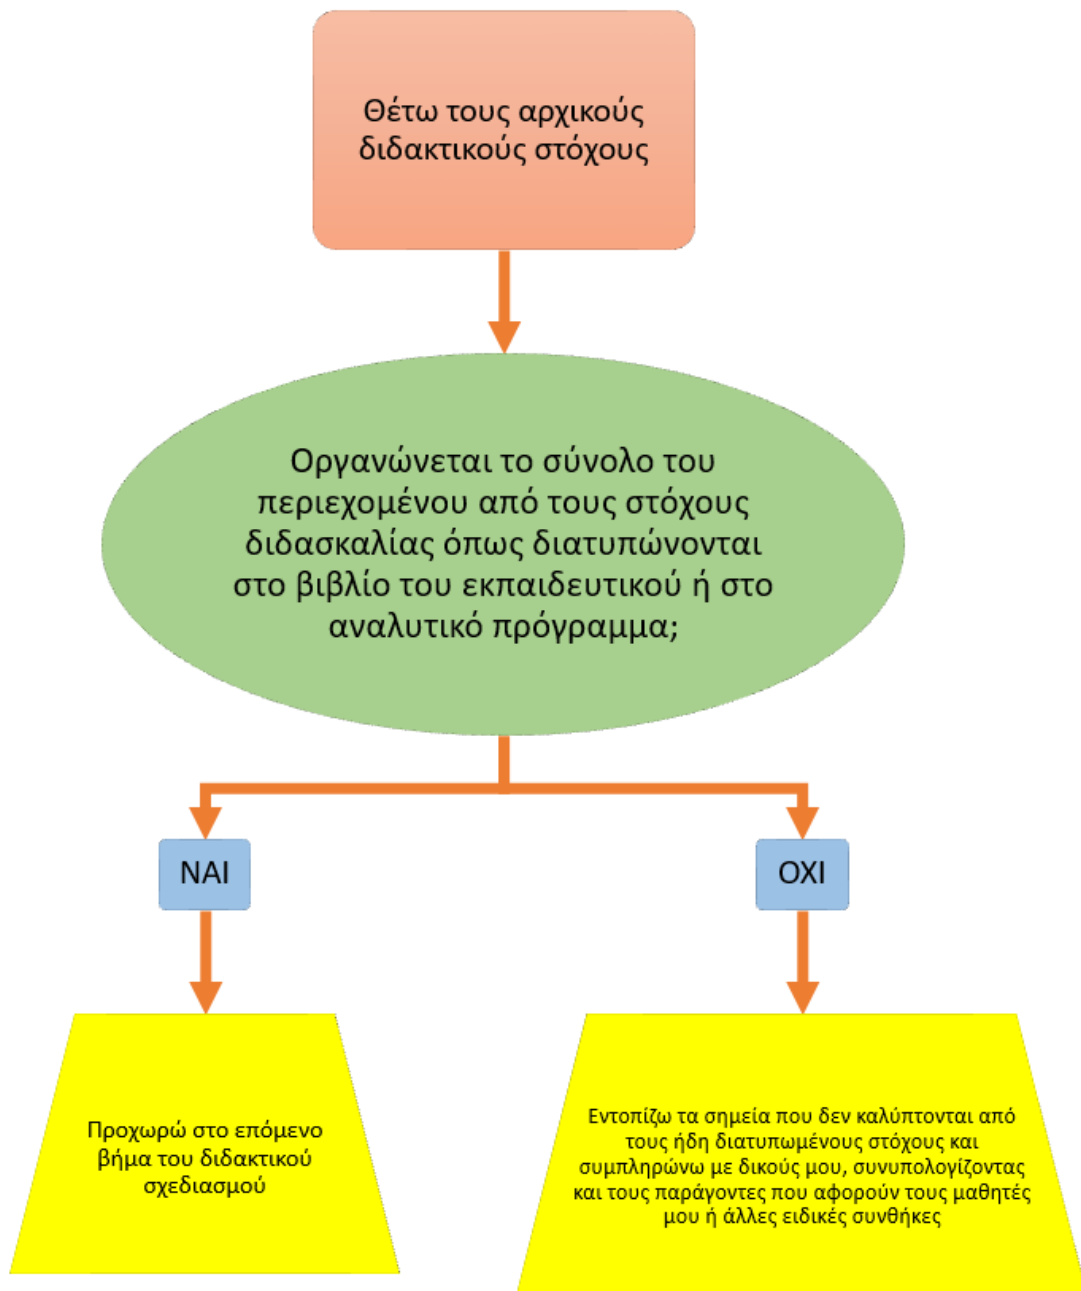 Θέτω τους αρχικούς
διδακτικούς στόχους
Οργανώνεται το σύνολο του
περιεχομένου από τους στόχους
διδασκαλίας όπως διατυπώνονται
στο βιβλίο του εκπαιδευτικού ή στο
αναλυτικό πρόγραμμα;
ΝΑΙ
ΟΧΙ
Προχωρώ στο επόμενο
βήμα του διδακτικού
σχεδιασμού
Εντοπίζω τα σημεία που δεν καλύπτονται από
τους ήδη διατυπωμένους στόχους και
συμπληρώνω με δικούς μου, συνυπολογίζοντας
και τους παράγοντες που αφορούν τους μαθητές
μου ή άλλες ειδικές συνθήκες